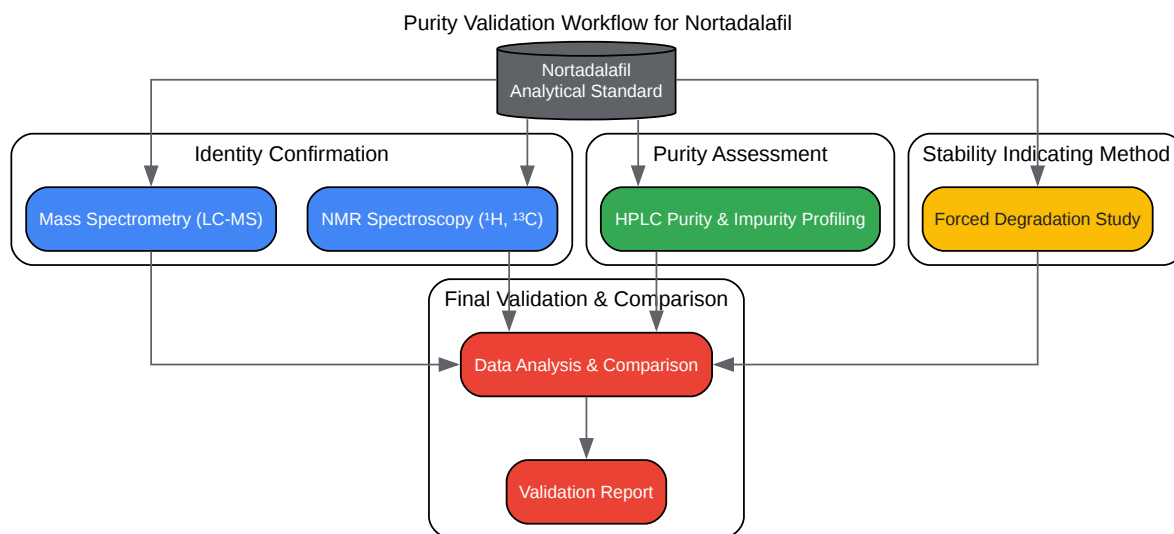 Purity Validation Workflow for Nortadalafil
Nortadalafil
Analytical Standard
Identity Confirmation
Purity Assessment
Stability Indicating Method
Mass Spectrometry (LC-MS)
NMR Spectroscopy (¹H, ¹³C)
HPLC Purity & Impurity Profiling
Forced Degradation Study
Final Validation & Comparison
Data Analysis & Comparison
Validation Report